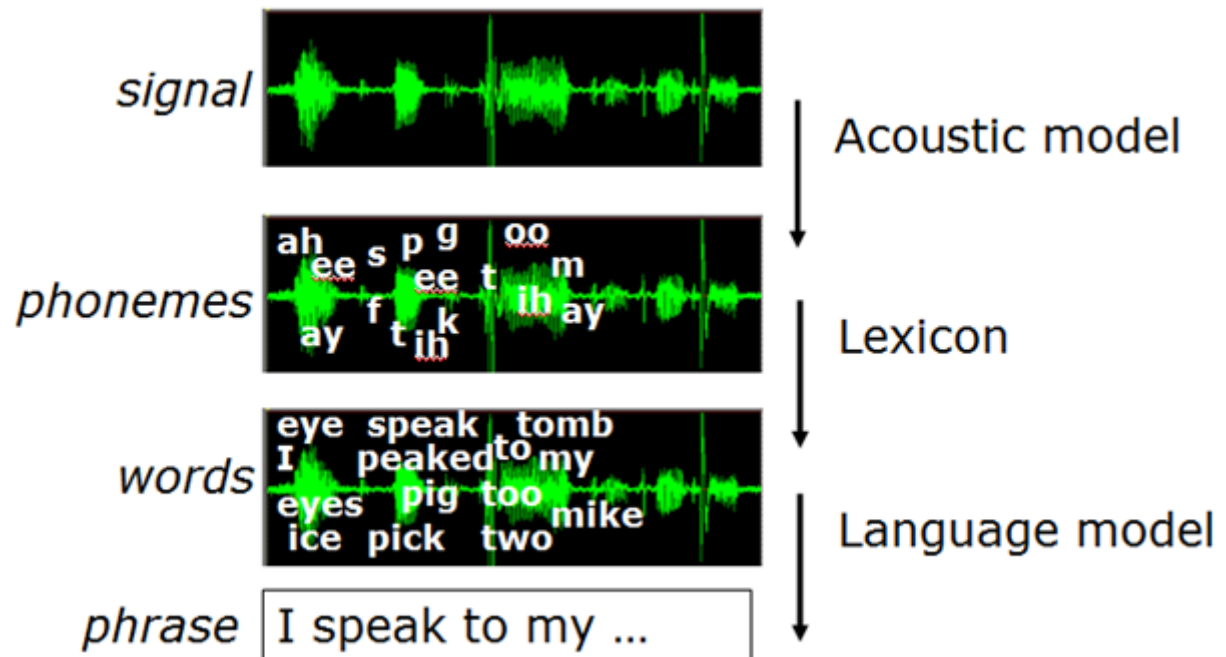 signal
Acoustic model
ah ee s p g oo
ee t m
phonemes
f ih ay
ay t ih k
Lexicon
eye speak tomb
I peaked to my
words
eyes pig too
mike
ice pick two
Language model
phrase
I speak to my ...